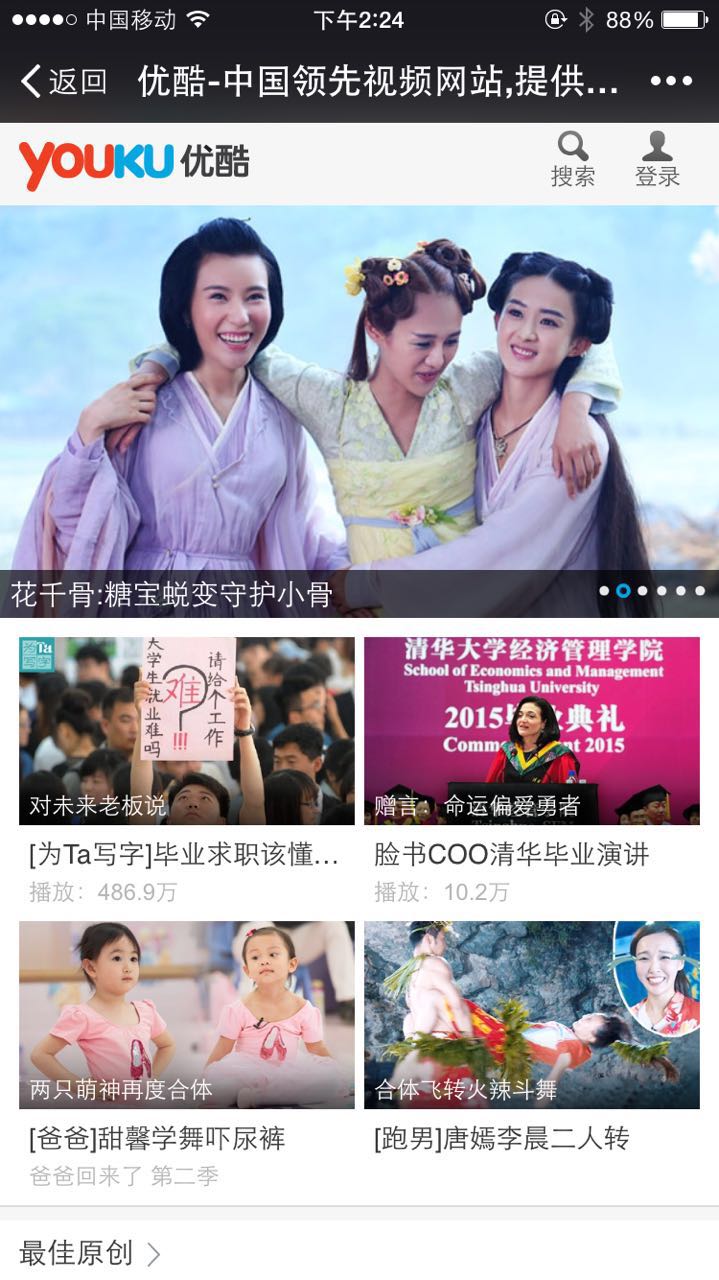 中国移动 下午2:24 88%
返回 优酷-中国领先视频网站,提供...
YOUKU 优酷 搜索 登录
花千骨:糖宝蜕变守护小骨
为Ta写字
大学生就业难吗
难?!!!
请给个工作
对未来老板说
[为Ta写字]毕业求职该懂...
播放：486.9万
清华大学经济管理学院
School of Economics and Management
Tsinghua University
2015毕业典礼
Comm ent 2015
赠言：命运偏爱勇者
脸书COO清华毕业演讲
播放：10.2万
两只萌神再度合体
[爸爸]甜馨学舞吓尿裤
爸爸回来了 第二季
合体飞转火辣斗舞
[跑男]唐嫣李晨二人转
最佳原创